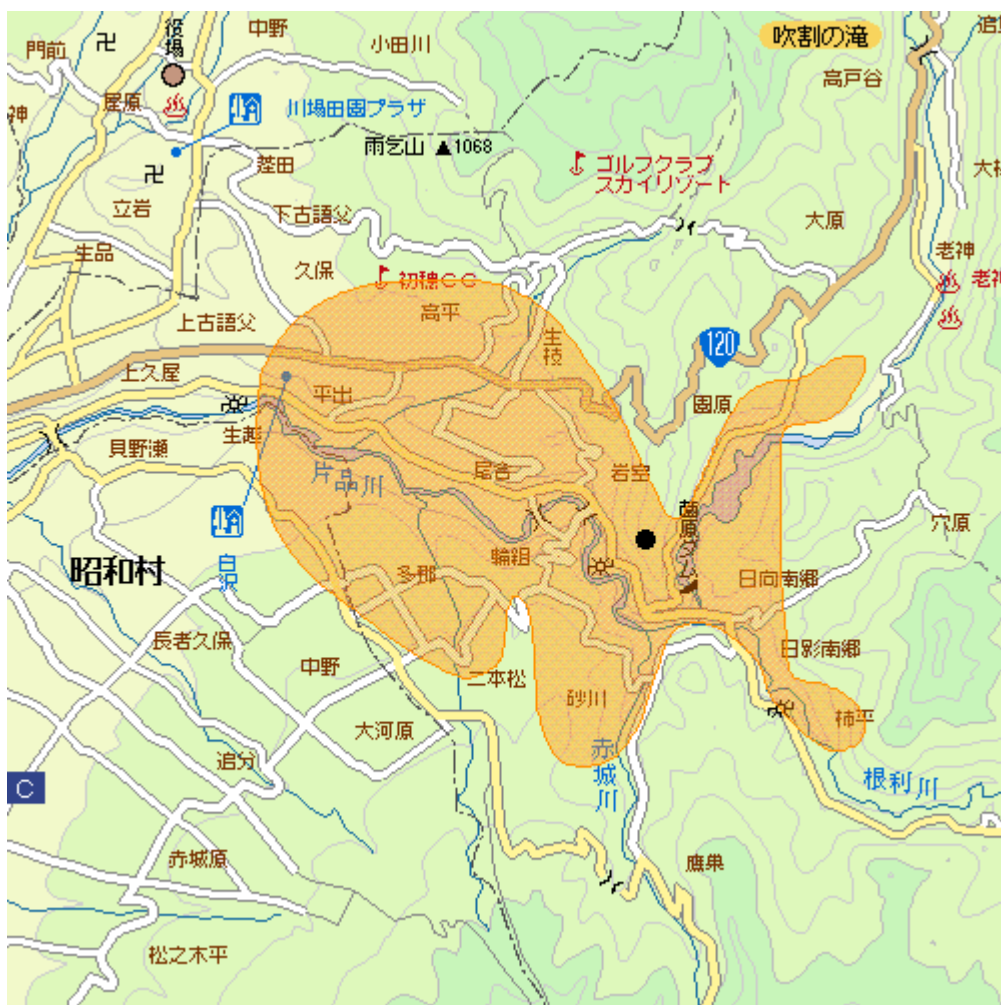 中野
小田川
吹割の滝
追貝
門前
役場
高戸谷
神
屋原
川場田園プラザ
雨乞山 ▲1068
ゴルフクラブ
スカイリゾート
立岩
下古語父
大原
生品
久保
老神
老神
初穂CC
高平
上古語父
生枝
120
上久屋
平出
園原
生越
貝野瀬
片品川
尾合
岩室
薗原ダム
穴原
白沢
昭和村
多那
輪組
日向南郷
長者久保
中野
二本松
砂川
日影南郷
柿平
大河原
追分
赤城川
根利川
C
赤城原
鷹巣
松之木平